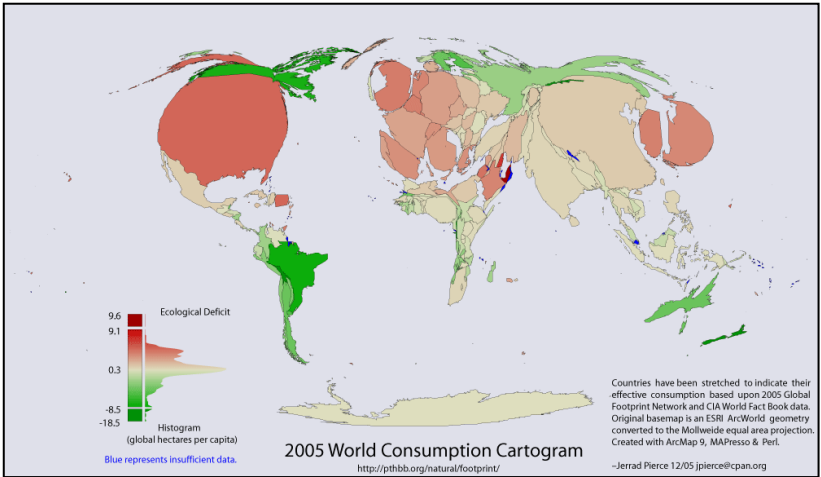 Ecological Deficit
9.6
9.1
0.3
-8.5
-18.5
Histogram
(global hectares per capita)
Blue represents insufficient data.
2005 World Consumption Cartogram
http://pthbb.org/natural/footprint/
Countries have been stretched to indicate their
effective consumption based upon 2005 Global
Footprint Network and CIA World Fact Book data.
Original basemap is an ESRI ArcWorld geometry
converted to the Mollweide equal area projection.
Created with ArcMap 9, MAPresso & Perl.
–Jerrad Pierce 12/05 jpierce@cpan.org